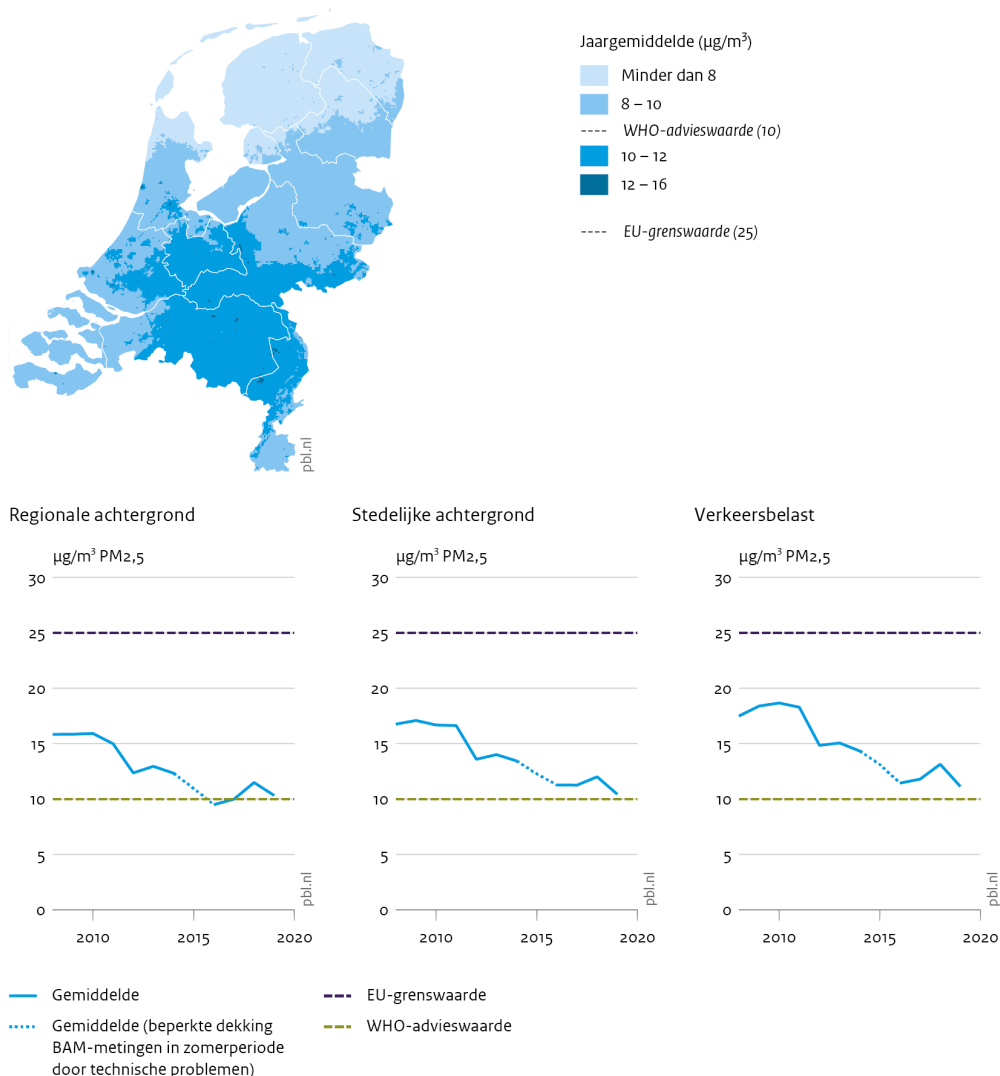 Jaargemiddelde (µg/m³)
Minder dan 8
8 – 10
WHO-advieswaarde (10)
10 – 12
12 – 16
EU-grenswaarde (25)
pbl.nl
Regionale achtergrond
µg/m³ PM2,5
30
25
20
15
10
5
0
2010
2015
2020
pbl.nl
Stedelijke achtergrond
µg/m³ PM2,5
30
25
20
15
10
5
0
2010
2015
2020
pbl.nl
Verkeersbelast
µg/m³ PM2,5
30
25
20
15
10
5
0
2010
2015
2020
pbl.nl
Gemiddelde
Gemiddelde (beperkte dekking
BAM-metingen in zomerperiode
door technische problemen)
EU-grenswaarde
WHO-advieswaarde